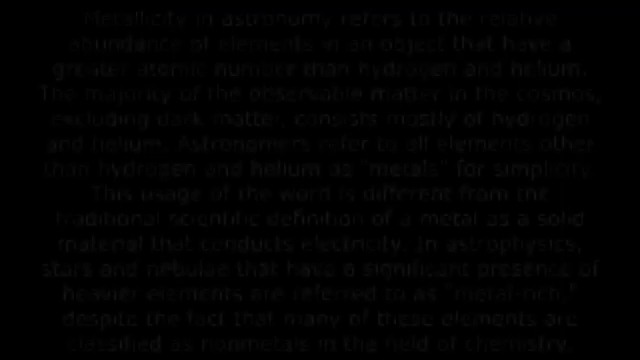 Metallicity in astronomy refers to the relative
abundance of elements in an object that have a
greater atomic number than hydrogen and helium.
The majority of the observable matter in the cosmos,
excluding dark matter, consists mostly of hydrogen
and helium. Astronomers refer to all elements other
than hydrogen and helium as "metals" for simplicity.
This usage of the word is different from the
traditional scientific definition of a metal as a solid
material that conducts electricity. In astrophysics,
stars and nebulae that have a significant presence of
heavier elements are referred to as "metal-rich,"
despite the fact that many of these elements are
classified as nonmetals in the field of chemistry.